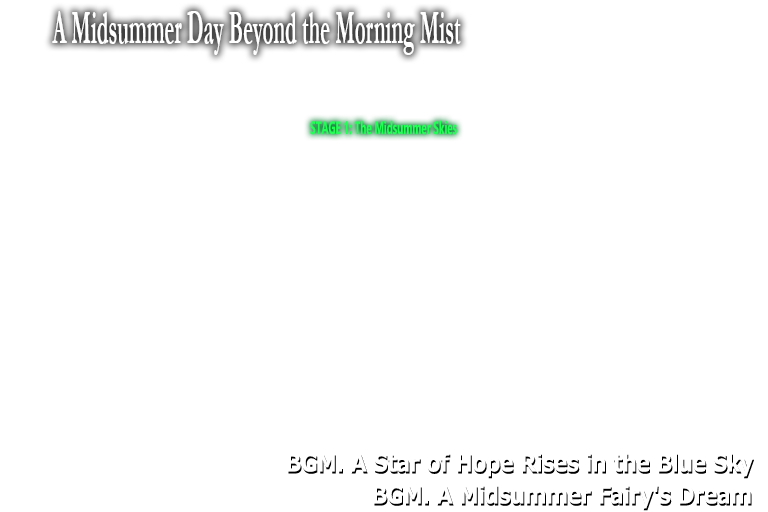 A Midsummer Day Beyond the Morning Mist
STAGE 1: The Midsummer Skies
BGM. A Star of Hope Rises in the Blue Sky
BGM. A Midsummer Fairy's Dream